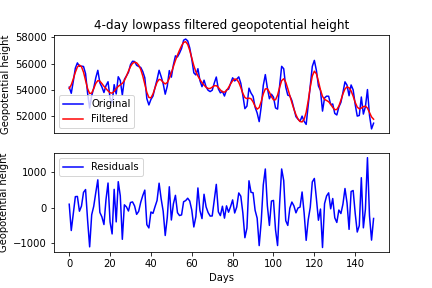 4-day lowpass filtered geopotential height
Geopotential height
58000
56000
54000
52000
Original
Filtered
Geopotential height
1000
0
−1000
Residuals
0 20 40 60 80 100 120 140
Days